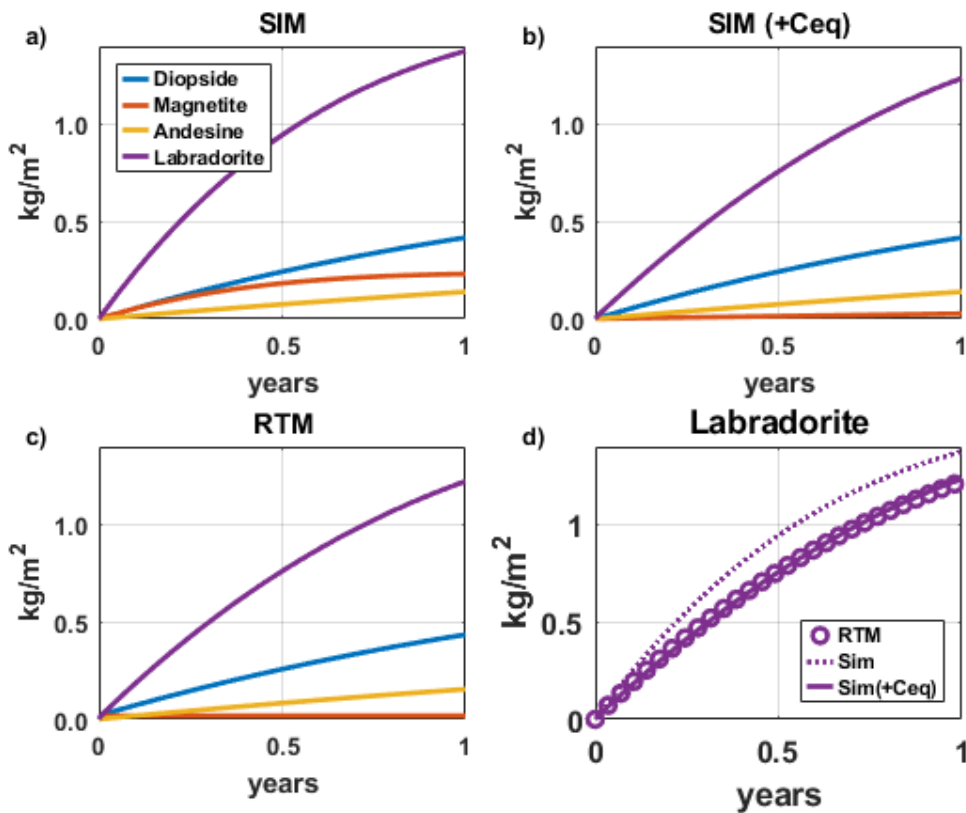 a)
SIM
Diopside
Magnetite
Andesine
Labradorite
kg/m²
1.0
0.5
0.0
0
0.5
1
years
b)
SIM (+Ceq)
kg/m²
1.0
0.5
0.0
0
0.5
1
years
c)
RTM
kg/m²
1.0
0.5
0.0
0
0.5
1
years
d)
Labradorite
kg/m²
1
0.5
0
RTM
Sim
Sim(+Ceq)
0
0.5
1
years